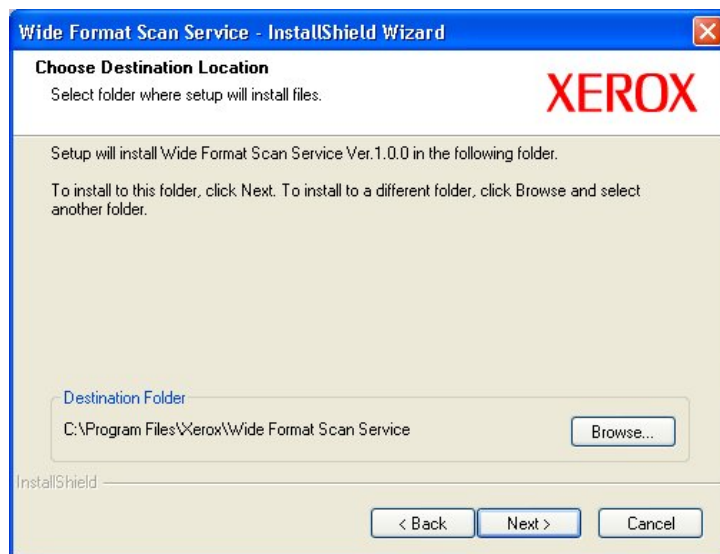 Wide Format Scan Service - InstallShield Wizard
Choose Destination Location
Select folder where setup will install files.
XEROX
Setup will install Wide Format Scan Service Ver.1.0.0 in the following folder.
To install to this folder, click Next. To install to a different folder, click Browse and select
another folder.
Destination Folder
C:\Program Files\Xerox\Wide Format Scan Service
Browse...
InstallShield
< Back
Next >
Cancel